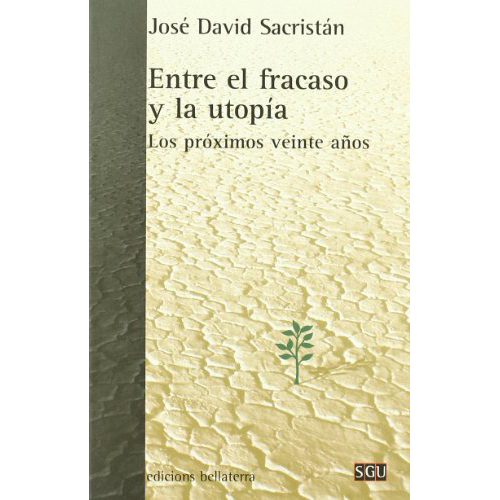 José David Sacristán
Entre el fracaso
y la utopía
Los próximos veinte años
edicions bellaterra
SGU